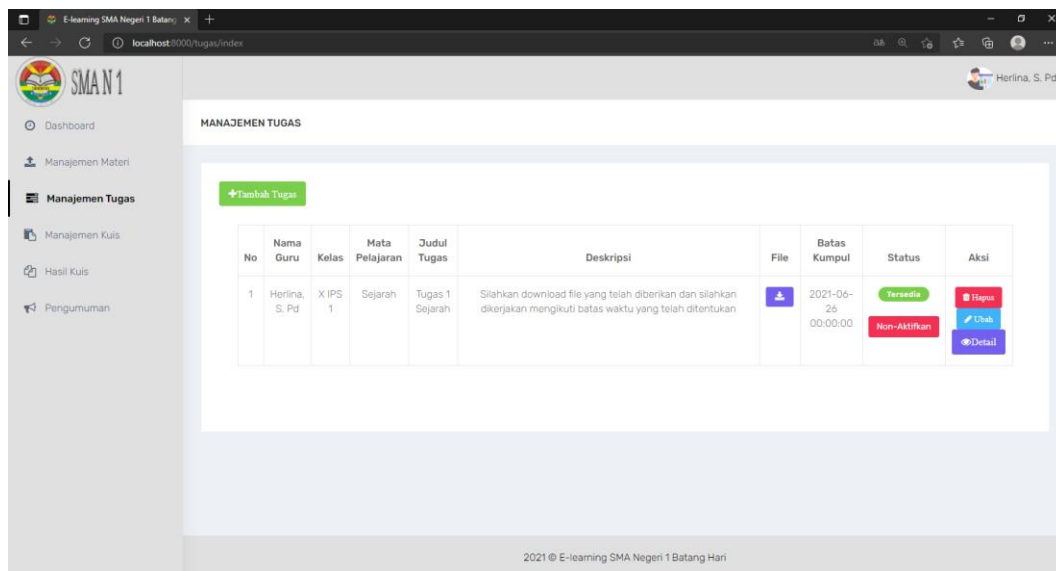 E-learning SMA Negeri 1 Batang
localhost:8000/tugas/index
SMA N 1
Herlina, S. Pd
Dashboard
Manajemen Materi
Manajemen Tugas
Manajemen Kuis
Hasil Kuis
Pengumuman
MANAJEMEN TUGAS
Tambah Tugas
No
Nama
Guru
Kelas
Mata
Pelajaran
Judul
Tugas
Deskripsi
File
Batas
Kumpul
Status
Aksi
1
Herlina,
S. Pd
X IPS
1
Sejarah
Tugas 1
Sejarah
Silahkan download file yang telah diberikan dan silahkan
dikerjakan mengikuti batas waktu yang telah ditentukan
2021-06-
26
00:00:00
Tersedia
Non-Aktifkan
Hapus
Ubah
Detail
2021 © E-learning SMA Negeri 1 Batang Hari